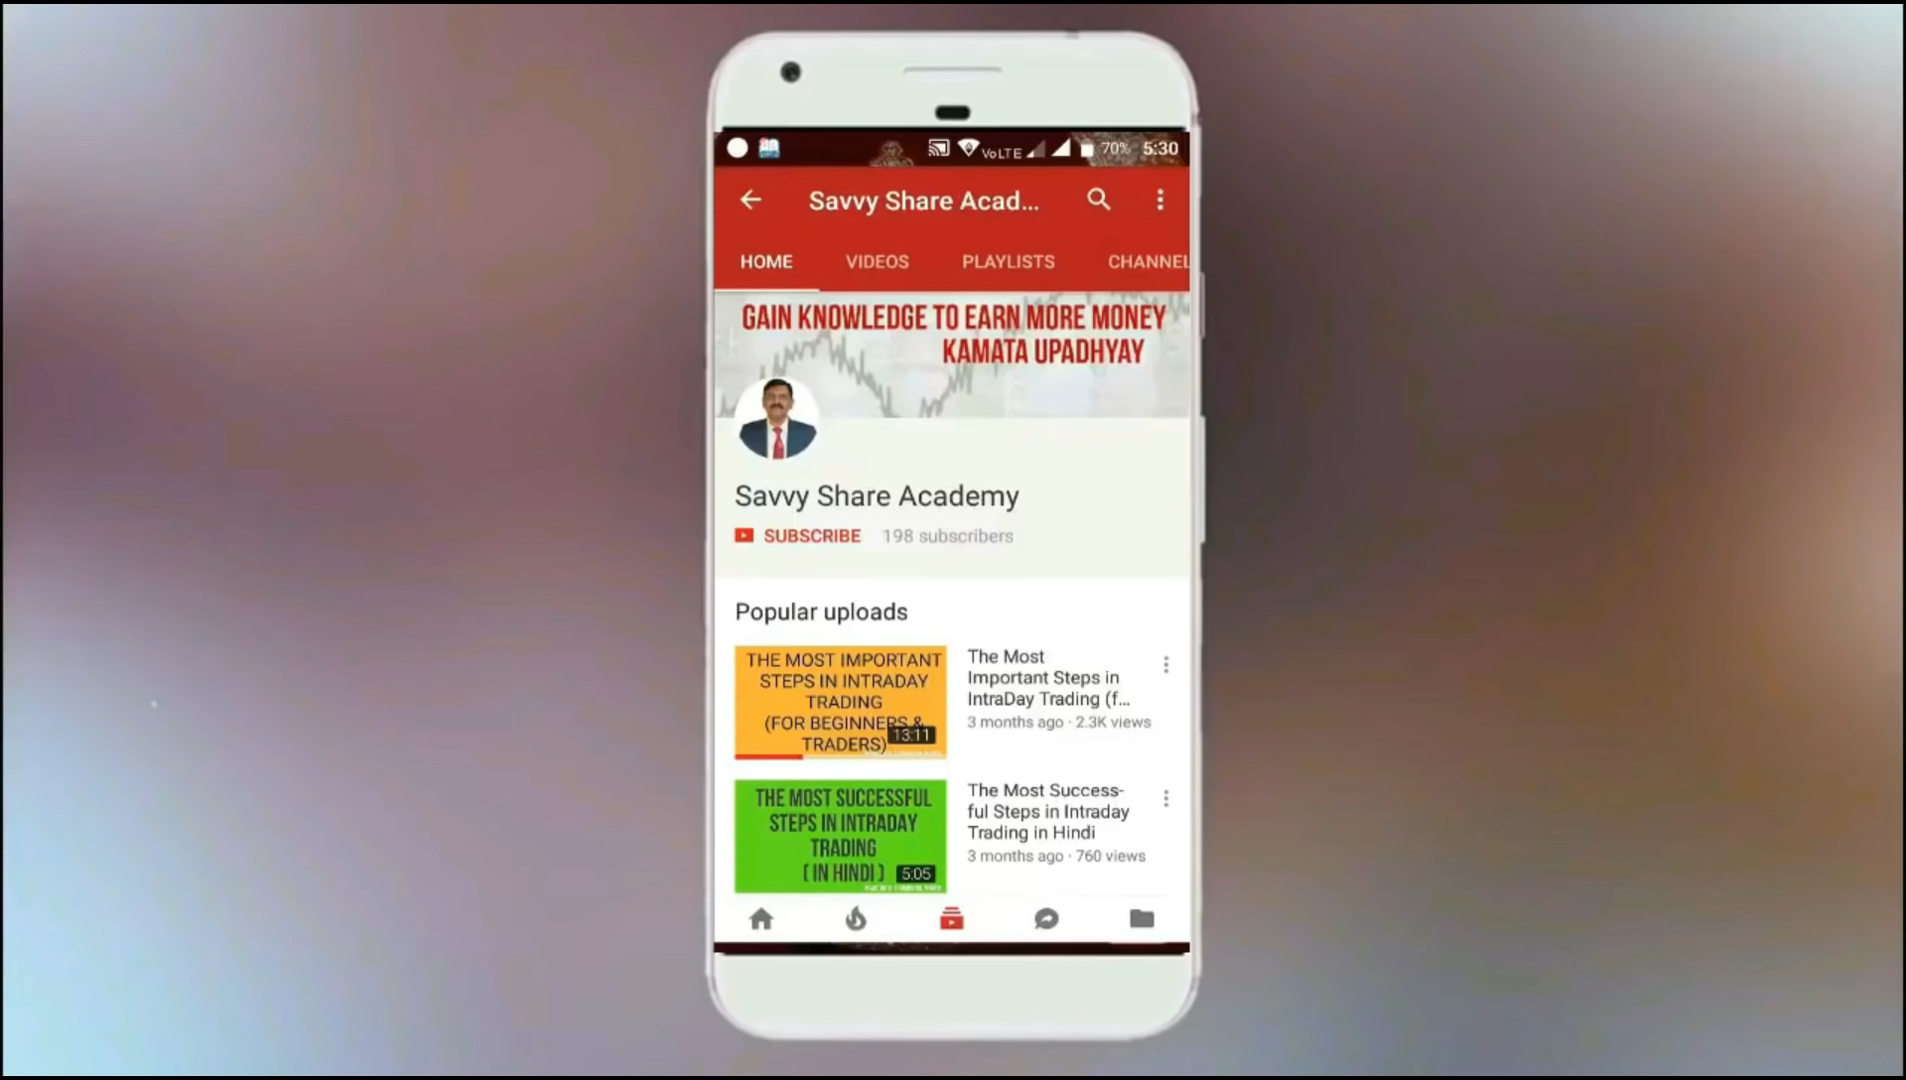 VoLTE 70% 5:30
Savvy Share Acad...
HOME VIDEOS PLAYLISTS CHANNEL
GAIN KNOWLEDGE TO EARN MORE MONEY
KAMATA UPADHYAY
Savvy Share Academy
SUBSCRIBE 198 subscribers
Popular uploads
THE MOST IMPORTANT
STEPS IN INTRADAY
TRADING
(FOR BEGINNERS &
TRADERS)
13:11
The Most
Important Steps in
IntraDay Trading (f...
3 months ago · 2.3K views
THE MOST SUCCESSFUL
STEPS IN INTRADAY
TRADING
( IN HINDI )
5:05
The Most Success-
ful Steps in Intraday
Trading in Hindi
3 months ago · 760 views